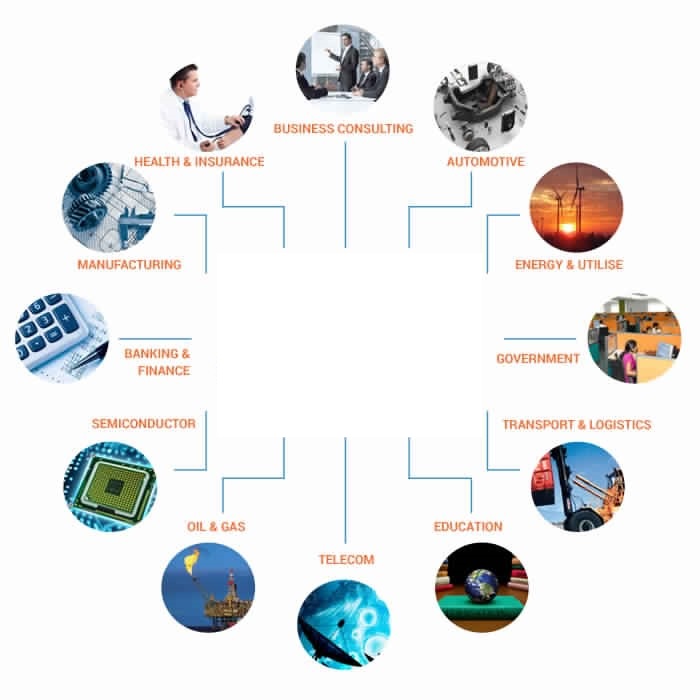 BUSINESS CONSULTING
HEALTH & INSURANCE
AUTOMOTIVE
MANUFACTURING
ENERGY & UTILISE
BANKING &
FINANCE
GOVERNMENT
SEMICONDUCTOR
TRANSPORT & LOGISTICS
OIL & GAS
EDUCATION
TELECOM